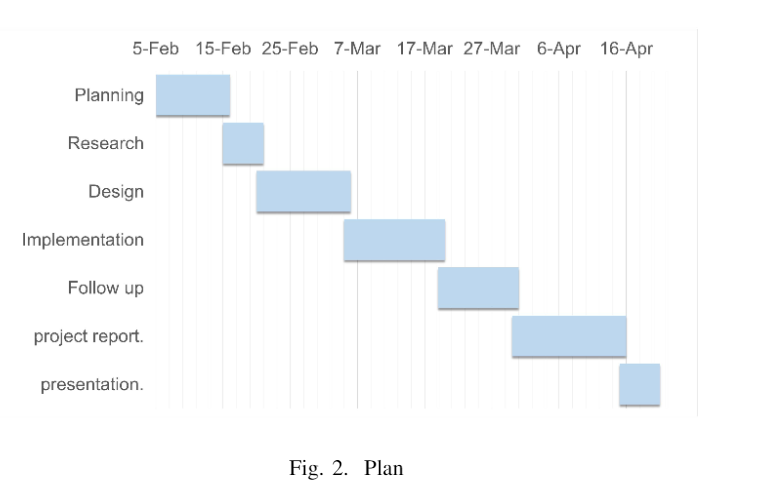 5-Feb 15-Feb 25-Feb 7-Mar 17-Mar 27-Mar 6-Apr 16-Apr
Planning
Research
Design
Implementation
Follow up
project report.
presentation.
Fig. 2. Plan